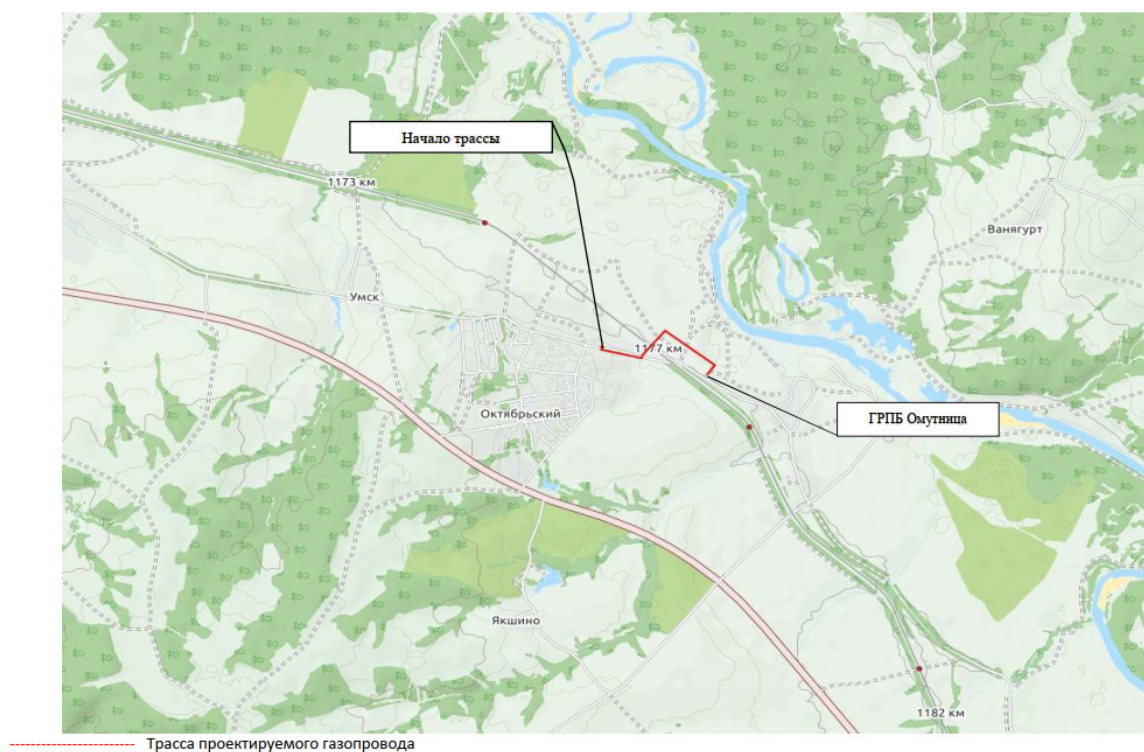 Начало трассы
1173 км
Ванягурт
Умск
1177 км
Октябрьский
ГРПБ Омутница
Якшино
1182 км
Трасса проектируемого газопровода